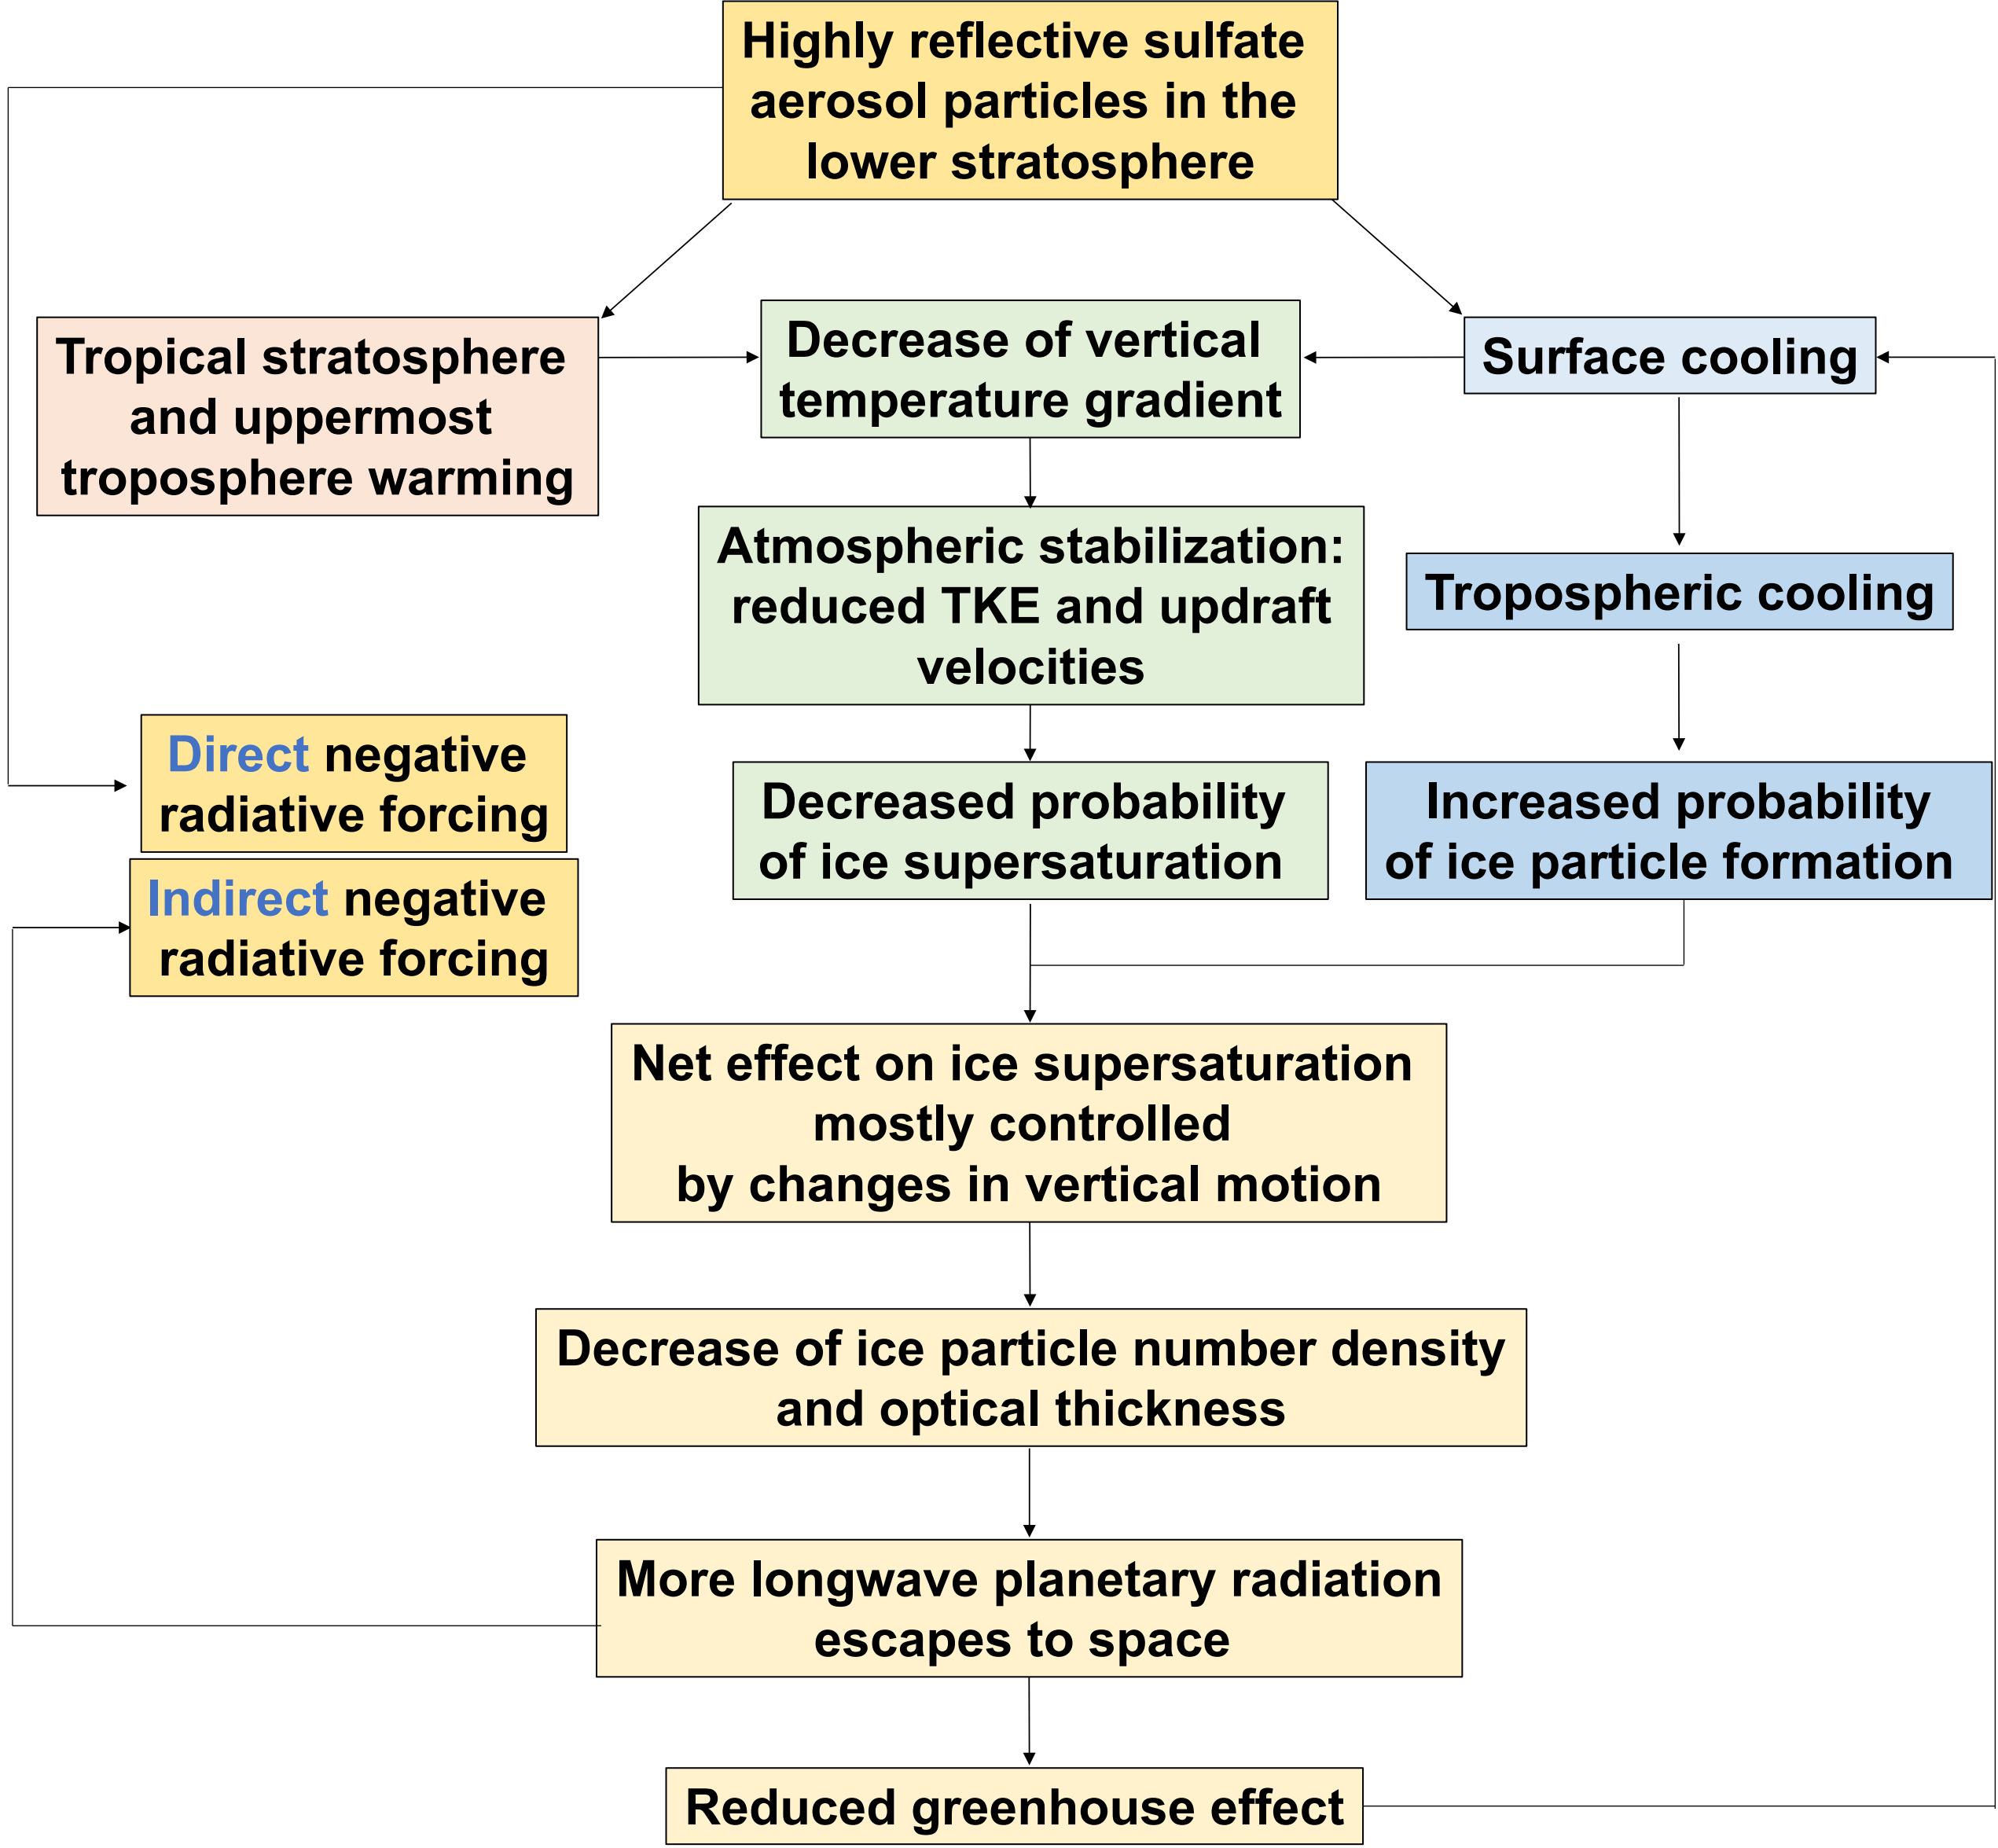 Highly reflective sulfate
aerosol particles in the
lower stratosphere
Tropical stratosphere
and uppermost
troposphere warming
Decrease of vertical
temperature gradient
Surface cooling
Atmospheric stabilization:
reduced TKE and updraft
velocities
Tropospheric cooling
Direct negative
radiative forcing
Indirect negative
radiative forcing
Decreased probability
of ice supersaturation
Increased probability
of ice particle formation
Net effect on ice supersaturation
mostly controlled
by changes in vertical motion
Decrease of ice particle number density
and optical thickness
More longwave planetary radiation
escapes to space
Reduced greenhouse effect